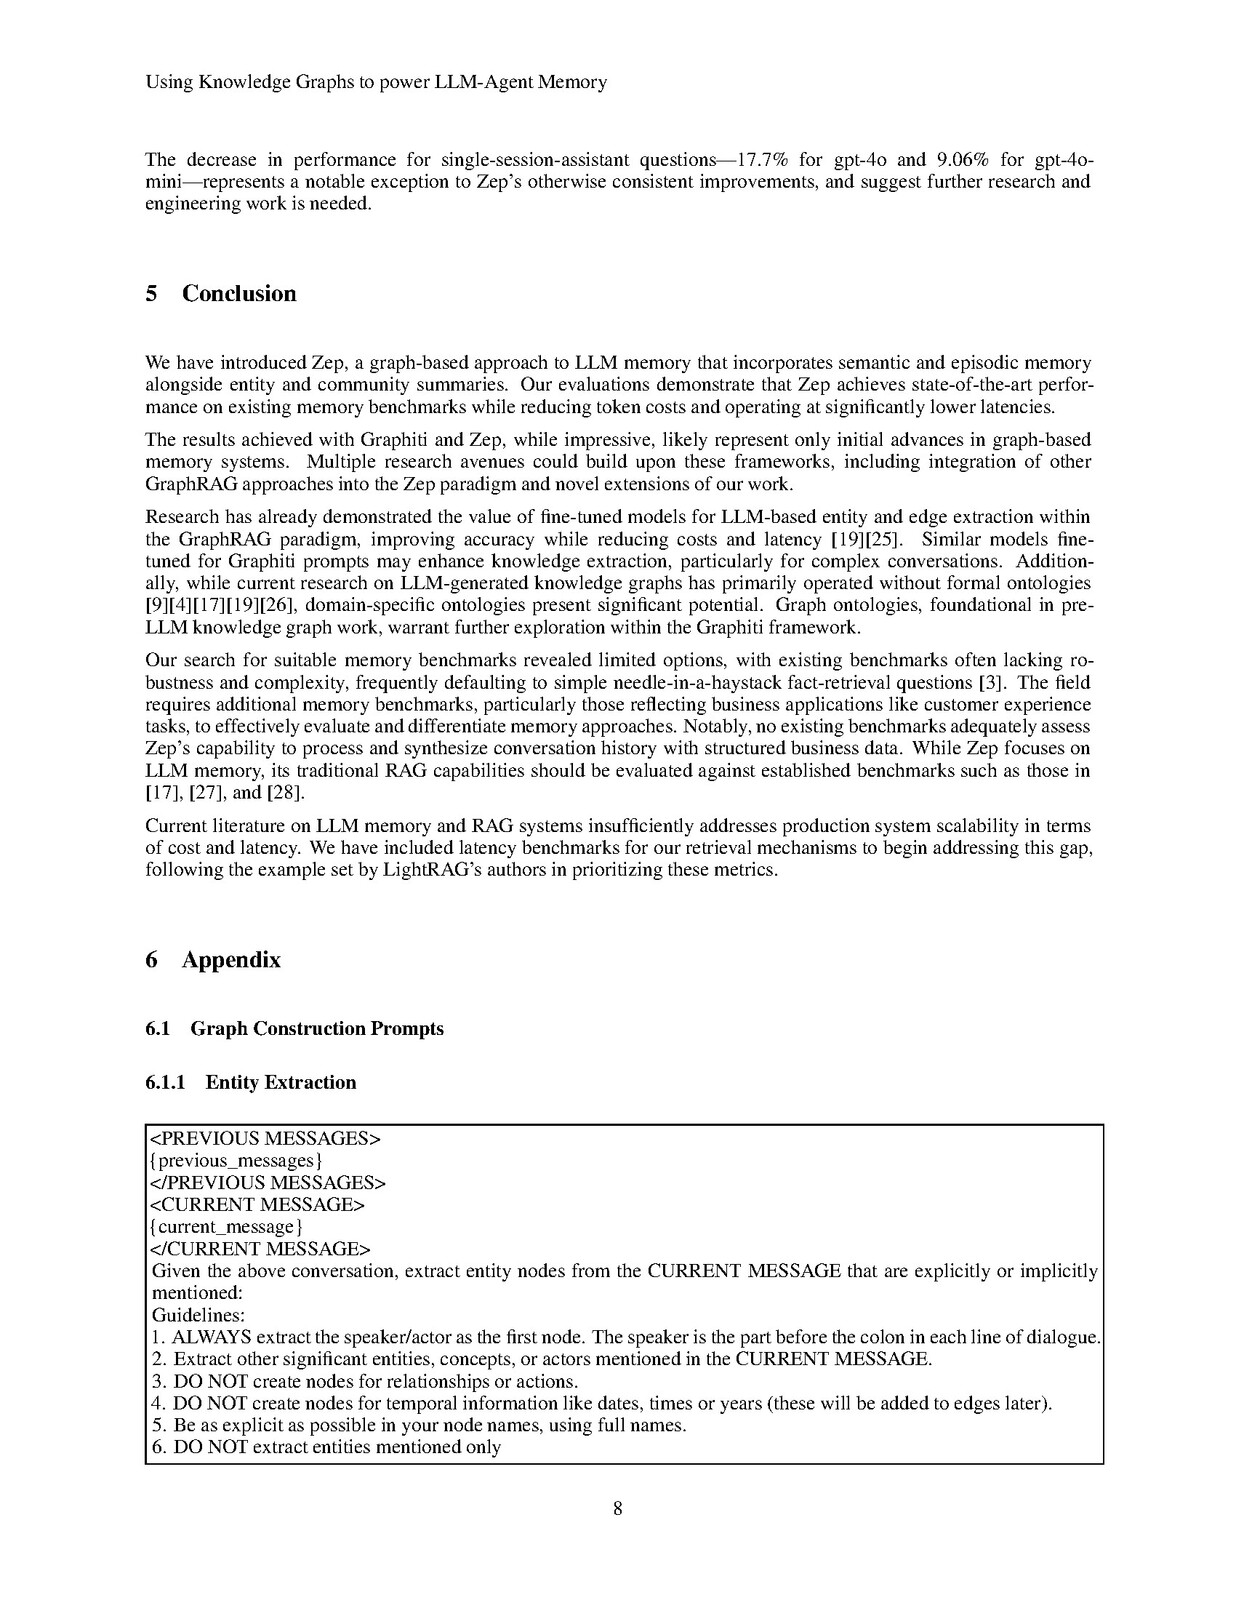 Using Knowledge Graphs to power LLM-Agent Memory
The decrease in performance for single-session-assistant questions—17.7% for gpt-4o and 9.06% for gpt-4o-
mini—represents a notable exception to Zep's otherwise consistent improvements, and suggest further research and
engineering work is needed.
5 Conclusion
We have introduced Zep, a graph-based approach to LLM memory that incorporates semantic and episodic memory
alongside entity and community summaries. Our evaluations demonstrate that Zep achieves state-of-the-art perfor-
mance on existing memory benchmarks while reducing token costs and operating at significantly lower latencies.
The results achieved with Graphiti and Zep, while impressive, likely represent only initial advances in graph-based
memory systems. Multiple research avenues could build upon these frameworks, including integration of other
GraphRAG approaches into the Zep paradigm and novel extensions of our work.
Research has already demonstrated the value of fine-tuned models for LLM-based entity and edge extraction within
the GraphRAG paradigm, improving accuracy while reducing costs and latency [19][25]. Similar models fine-
tuned for Graphiti prompts may enhance knowledge extraction, particularly for complex conversations. Addition-
ally, while current research on LLM-generated knowledge graphs has primarily operated without formal ontologies
[9][4][17][19][26], domain-specific ontologies present significant potential. Graph ontologies, foundational in pre-
LLM knowledge graph work, warrant further exploration within the Graphiti framework.
Our search for suitable memory benchmarks revealed limited options, with existing benchmarks often lacking ro-
bustness and complexity, frequently defaulting to simple needle-in-a-haystack fact-retrieval questions [3]. The field
requires additional memory benchmarks, particularly those reflecting business applications like customer experience
tasks, to effectively evaluate and differentiate memory approaches. Notably, no existing benchmarks adequately assess
Zep's capability to process and synthesize conversation history with structured business data. While Zep focuses on
LLM memory, its traditional RAG capabilities should be evaluated against established benchmarks such as those in
[17], [27], and [28].
Current literature on LLM memory and RAG systems insufficiently addresses production system scalability in terms
of cost and latency. We have included latency benchmarks for our retrieval mechanisms to begin addressing this gap,
following the example set by LightRAG's authors in prioritizing these metrics.
6 Appendix
6.1 Graph Construction Prompts
6.1.1 Entity Extraction
<PREVIOUS MESSAGES>
{previous_messages}
</PREVIOUS MESSAGES>
<CURRENT MESSAGE>
{current_message}
</CURRENT MESSAGE>
Given the above conversation, extract entity nodes from the CURRENT MESSAGE that are explicitly or implicitly
mentioned:
Guidelines:
1. ALWAYS extract the speaker/actor as the first node. The speaker is the part before the colon in each line of dialogue.
2. Extract other significant entities, concepts, or actors mentioned in the CURRENT MESSAGE.
3. DO NOT create nodes for relationships or actions.
4. DO NOT create nodes for temporal information like dates, times or years (these will be added to edges later).
5. Be as explicit as possible in your node names, using full names.
6. DO NOT extract entities mentioned only
8